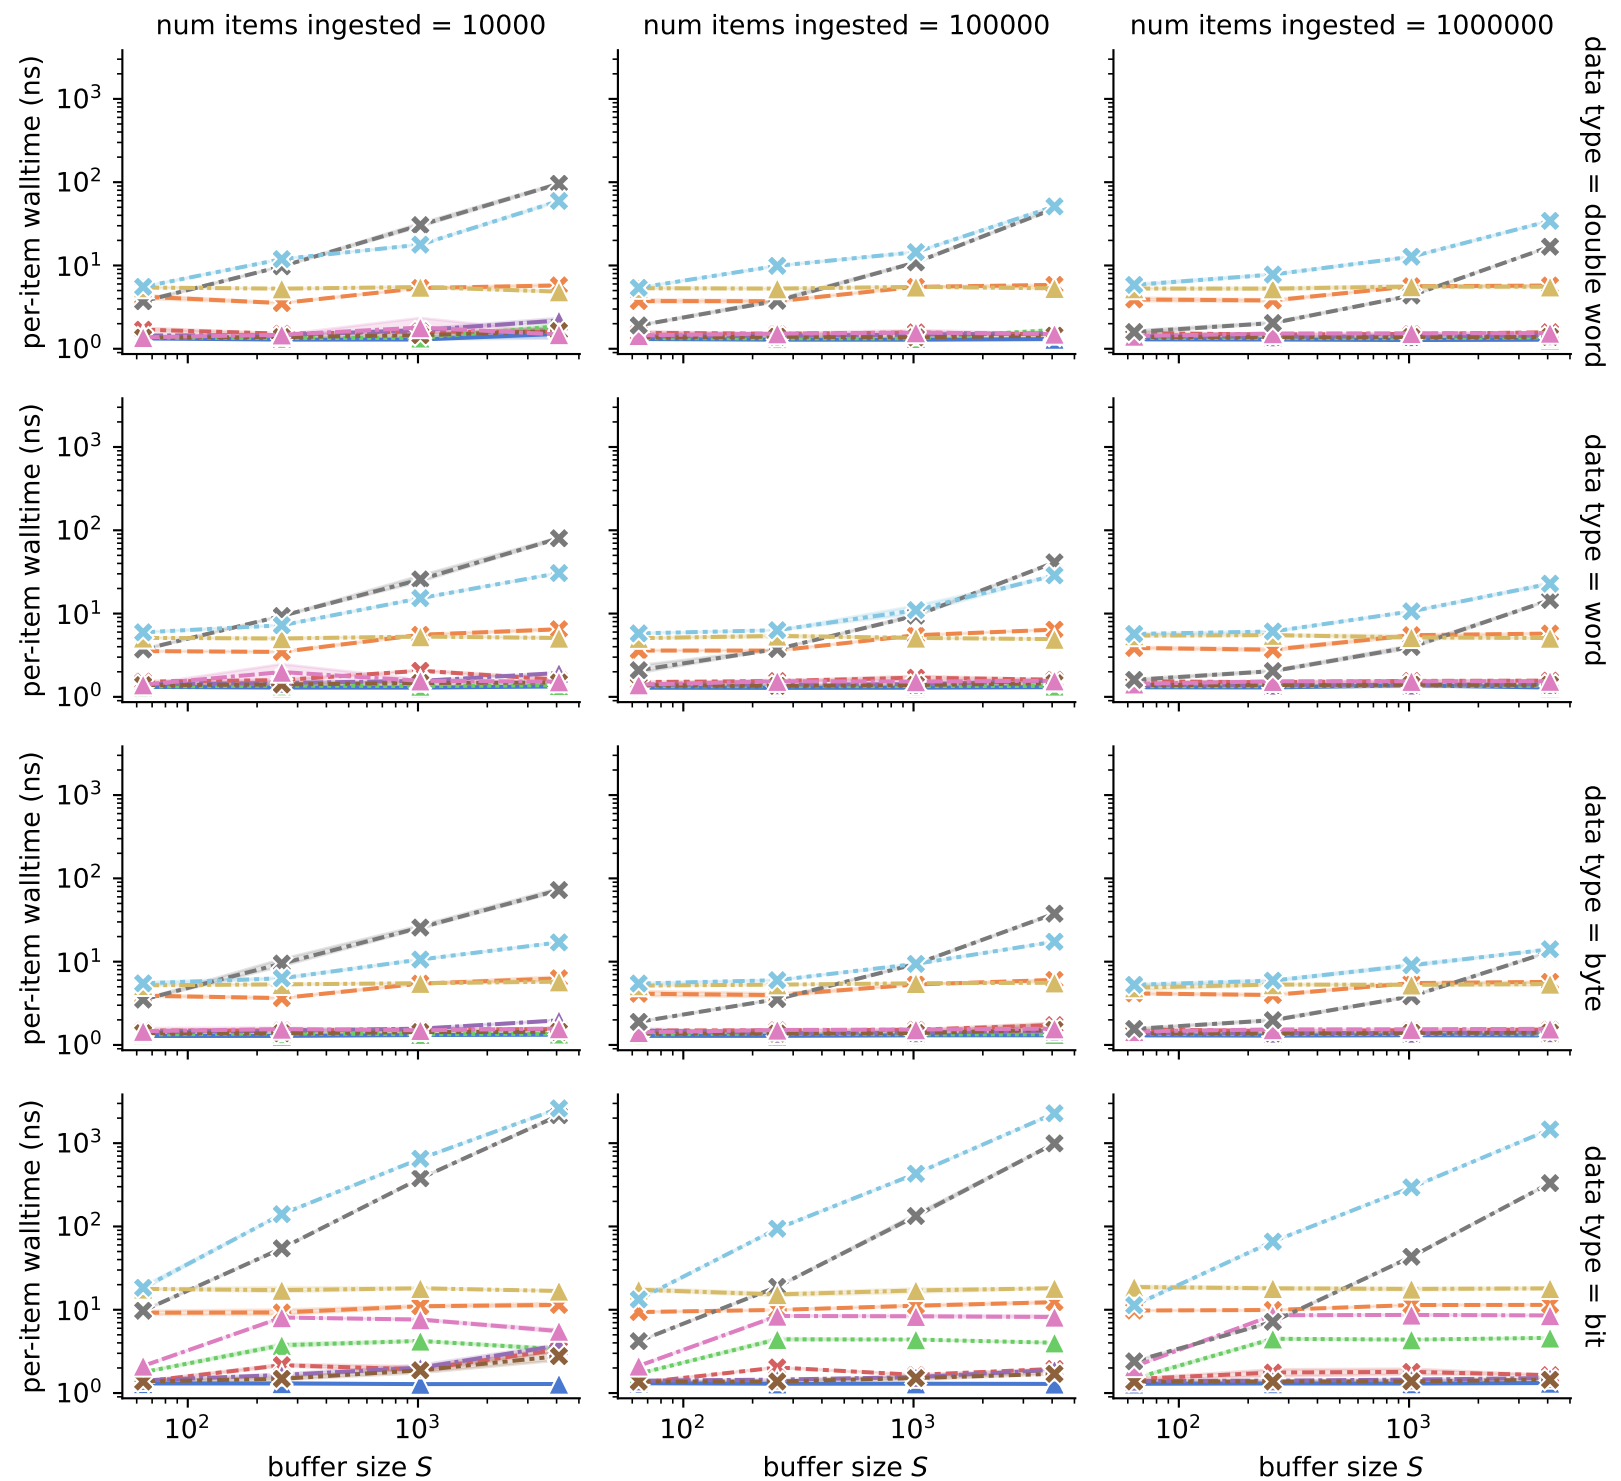 num items ingested = 10000
num items ingested = 100000
num items ingested = 1000000
per-item walltime (ns)
10³
10²
10¹
10⁰
data type = double word
per-item walltime (ns)
10³
10²
10¹
10⁰
data type = word
per-item walltime (ns)
10³
10²
10¹
10⁰
data type = byte
per-item walltime (ns)
10³
10²
10¹
10⁰
data type = bit
10² 10³ 10² 10³ 10² 10³
buffer size S
buffer size S
buffer size S